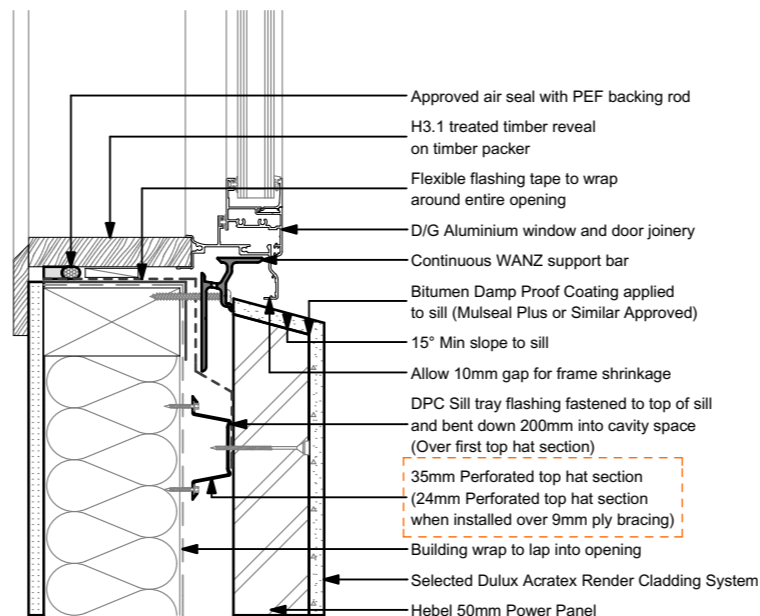 Approved air seal with PEF backing rod
H3.1 treated timber reveal
on timber packer
Flexible flashing tape to wrap
around entire opening
D/G Aluminium window and door joinery
Continuous WANZ support bar
Bitumen Damp Proof Coating applied
to sill (Mulseal Plus or Similar Approved)
15° Min slope to sill
Allow 10mm gap for frame shrinkage
DPC Sill tray flashing fastened to top of sill
and bent down 200mm into cavity space
(Over first top hat section)
35mm Perforated top hat section
(24mm Perforated top hat section
when installed over 9mm ply bracing)
Building wrap to lap into opening
Selected Dulux Acratex Render Cladding System
Hebel 50mm Power Panel